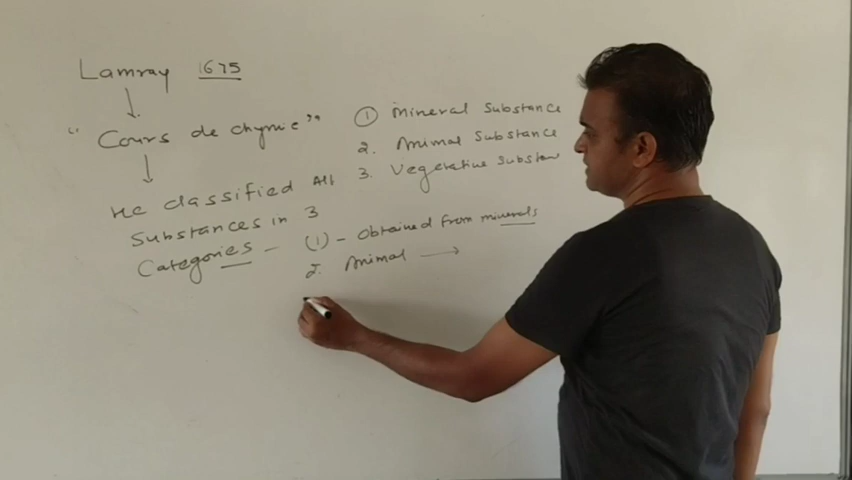 Lamray 1675
"Cours de chymie"
He classified All
Substances in 3
Categories -
① Mineral Substance
2. Animal Substance
3. Vegetative Substan
(1) - Obtained from minerals
2. Animal